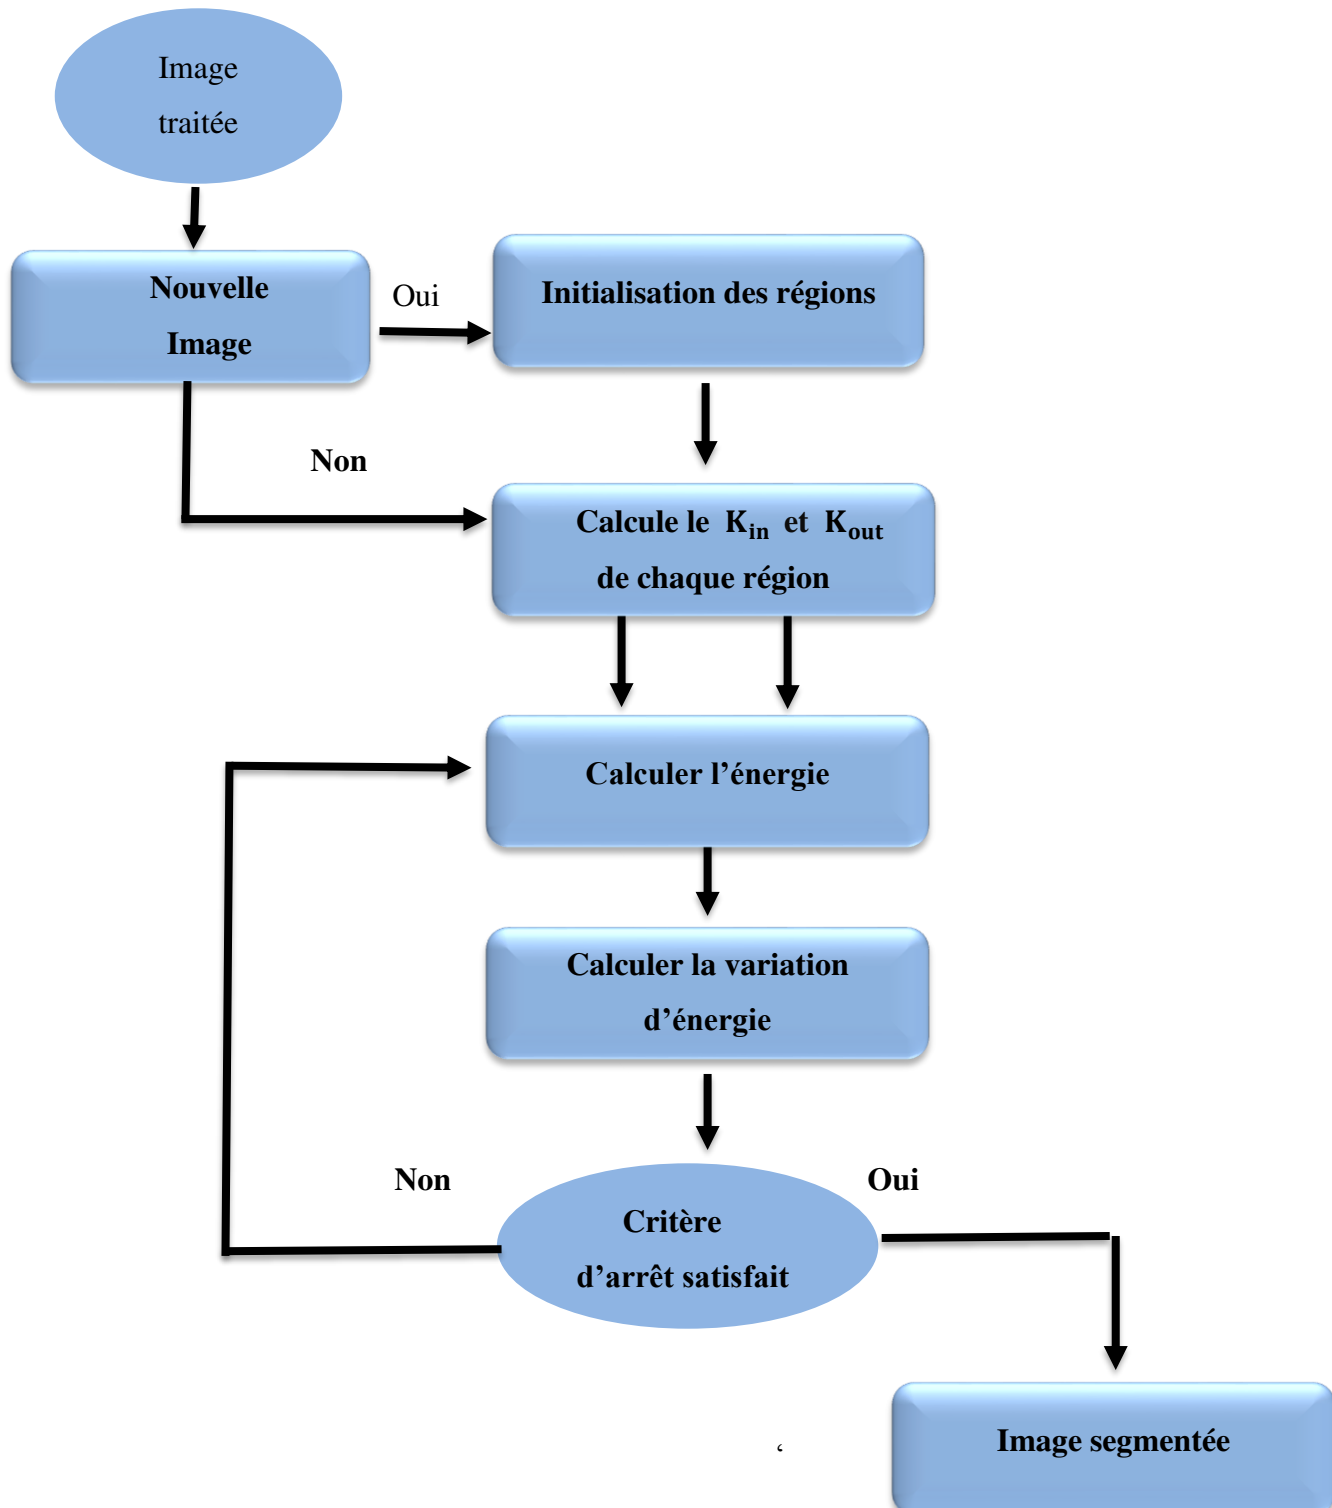 Image
traitée
Nouvelle
Image
Oui
Initialisation des régions
Non
Calcule le K_in et K_out
de chaque région
Calculer l’énergie
Calculer la variation
d’énergie
Non
Oui
Critère
d’arrêt satisfait
Image segmentée
‘